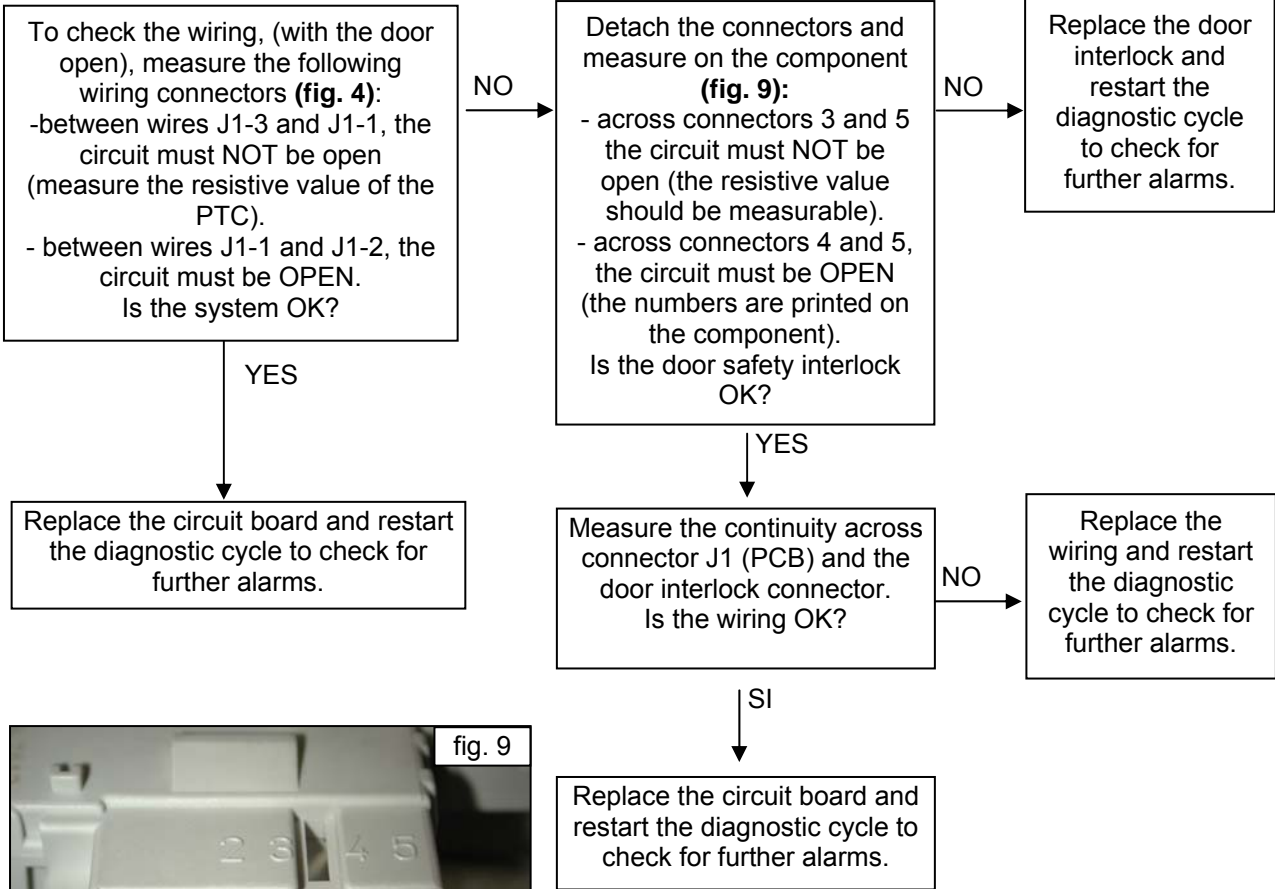 To check the wiring, (with the door
open), measure the following
wiring connectors (fig. 4):
-between wires J1-3 and J1-1, the
circuit must NOT be open
(measure the resistive value of the
PTC).
- between wires J1-1 and J1-2, the
circuit must be OPEN.
Is the system OK?
NO
Detach the connectors and
measure on the component
(fig. 9):
- across connectors 3 and 5
the circuit must NOT be
open (the resistive value
should be measurable).
- across connectors 4 and 5,
the circuit must be OPEN
(the numbers are printed on
the component).
Is the door safety interlock
OK?
NO
Replace the door
interlock and
restart the
diagnostic cycle
to check for
further alarms.
YES
YES
Replace the circuit board and restart
the diagnostic cycle to check for
further alarms.
Measure the continuity across
connector J1 (PCB) and the
door interlock connector.
Is the wiring OK?
NO
Replace the
wiring and restart
the diagnostic
cycle to check for
further alarms.
SI
fig. 9
2 3 4 5
Replace the circuit board and
restart the diagnostic cycle to
check for further alarms.